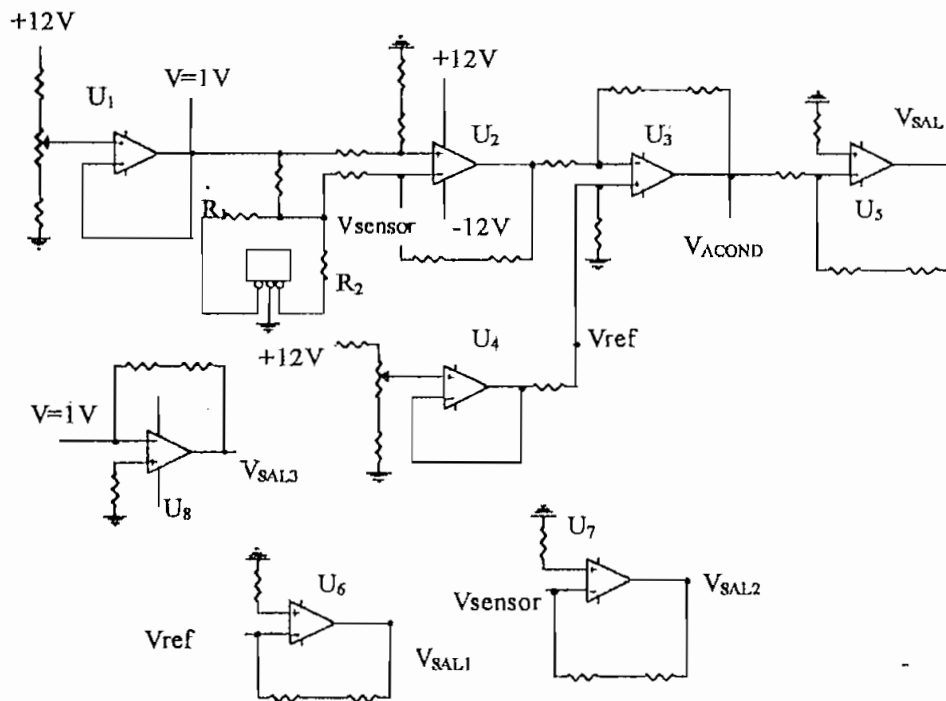 +12V
V=1V
U1
+12V
U2
U3
VSAL
R1
Vsensor
-12V
R2
VACOND
U5
+12V
U4
Vref
V=1V
VSAL3
U8
U6
Vref
VSAL1
U7
Vsensor
VSAL2